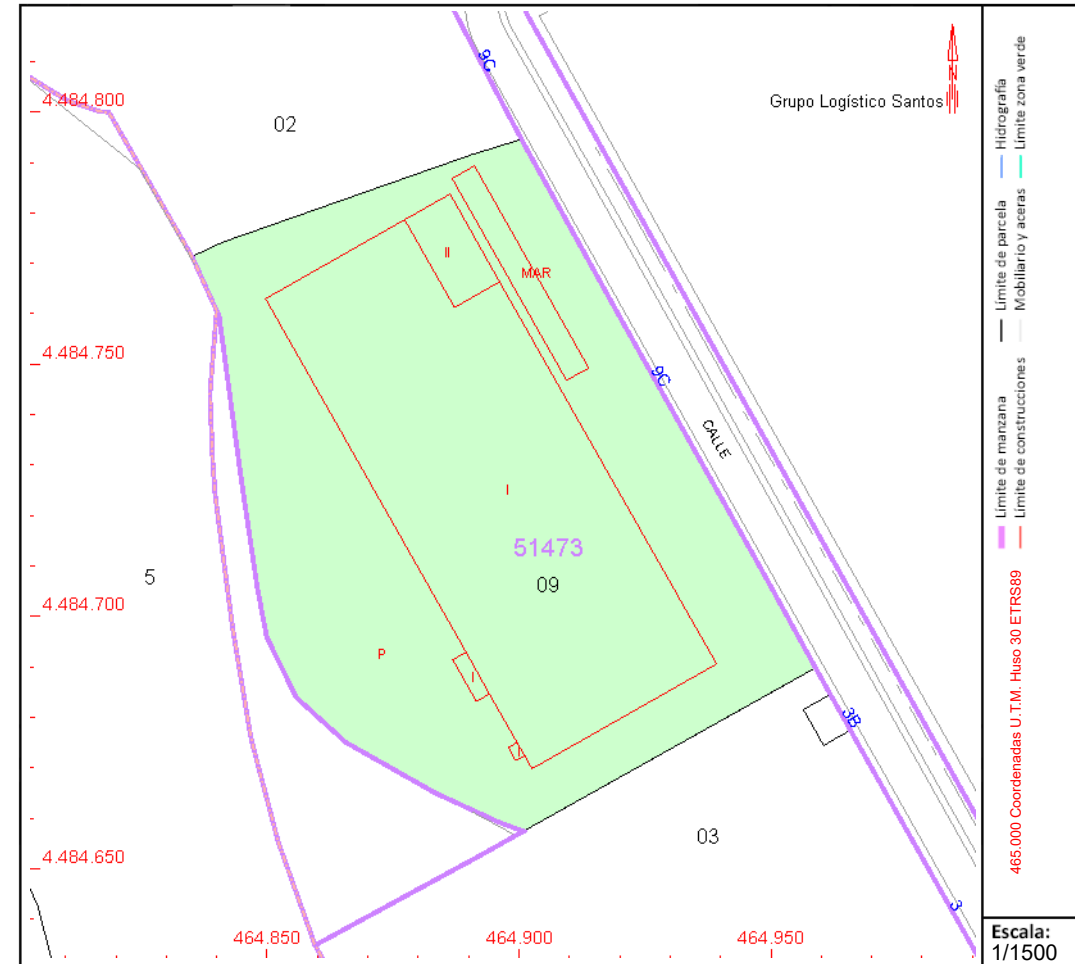 9C
4.484.800
02
Grupo Logístico Santos
N
II
MAR
4.484.750
9C
CALLE
I
51473
09
5
4.484.700
P
I
I
3B
03
4.484.650
3
464.850
464.900
464.950
Hidrografía
Límite zona verde
Límite de parcela
Mobiliario y aceras
Límite de manzana
Límite de construcciones
465.000 Coordenadas U.T.M. Huso 30 ETRS89
Escala:
1/1500